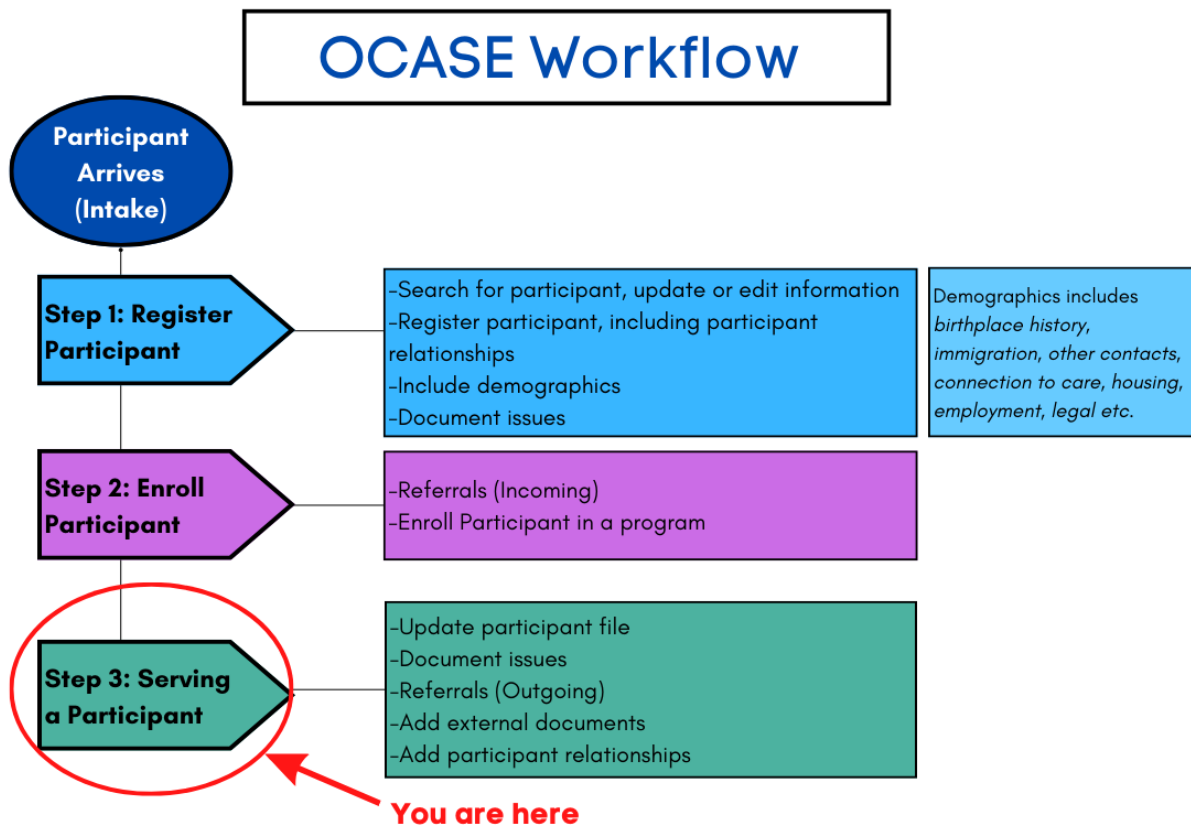 OCASE Workflow
Participant
Arrives
(Intake)
Step 1: Register
Participant
-Search for participant, update or edit information
-Register participant, including participant
relationships
-Include demographics
-Document issues
Demographics includes
birthplace history,
immigration, other contacts,
connection to care, housing,
employment, legal etc.
Step 2: Enroll
Participant
-Referrals (Incoming)
-Enroll Participant in a program
Step 3: Serving
a Participant
-Update participant file
-Document issues
-Referrals (Outgoing)
-Add external documents
-Add participant relationships
You are here